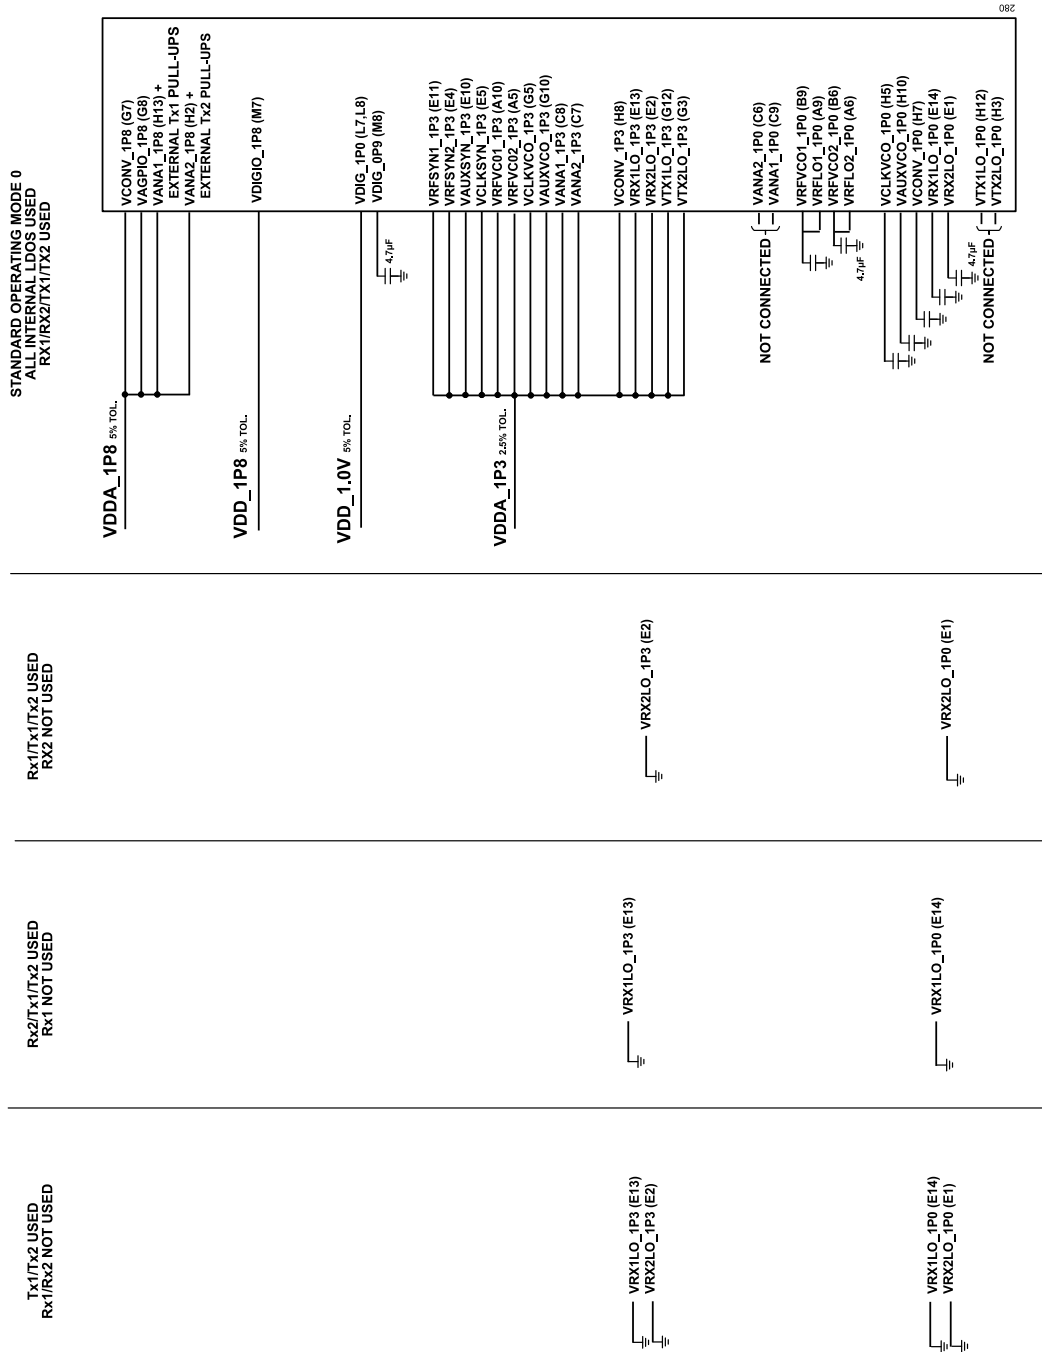 280
STANDARD OPERATING MODE 0
ALL INTERNAL LDOS USED
RX1/RX2/TX1/TX2 USED
VDDA_1P8 5% TOL.
VCONV_1P8 (G7)
VAGPIO_1P8 (G8)
VANA1_1P8 (H13) +
EXTERNAL Tx1 PULL-UPS
VANA2_1P8 (H2) +
EXTERNAL Tx2 PULL-UPS
VDD_1P8 5% TOL.
VDIGIO_1P8 (M7)
VDD_1.0V 5% TOL.
VDIG_1P0 (L7,L8)
VDIG_0P9 (M8)
4.7µF
VDDA_1P3 2.5% TOL.
VRFSYN1_1P3 (E11)
VRFSYN2_1P3 (E4)
VAUXSYN_1P3 (E10)
VCLKSYN_1P3 (E5)
VRFVC01_1P3 (A10)
VRFVC02_1P3 (A5)
VCLKVCO_1P3 (G5)
VAUXVCO_1P3 (G10)
VANA1_1P3 (C8)
VANA2_1P3 (C7)
VCONV_1P3 (H8)
VRX1LO_1P3 (E13)
VRX2LO_1P3 (E2)
VTX1LO_1P3 (G12)
VTX2LO_1P3 (G3)
VANA2_1P0 (C6)
VANA1_1P0 (C9)
NOT CONNECTED
VRFVCO1_1P0 (B9)
VRFLO1_1P0 (A9)
VRFVCO2_1P0 (B6)
VRFLO2_1P0 (A6)
4.7µF
VCLKVCO_1P0 (H5)
VAUXVCO_1P0 (H10)
VCONV_1P0 (H7)
VRX1LO_1P0 (E14)
VRX2LO_1P0 (E1)
4.7µF
VTX1LO_1P0 (H12)
VTX2LO_1P0 (H3)
NOT CONNECTED
Rx1/Tx1/Tx2 USED
RX2 NOT USED
VRX2LO_1P3 (E2)
VRX2LO_1P0 (E1)
Rx2/Tx1/Tx2 USED
Rx1 NOT USED
VRX1LO_1P3 (E13)
VRX1LO_1P0 (E14)
Tx1/Tx2 USED
Rx1/Rx2 NOT USED
VRX1LO_1P3 (E13)
VRX2LO_1P3 (E2)
VRX1LO_1P0 (E14)
VRX2LO_1P0 (E1)